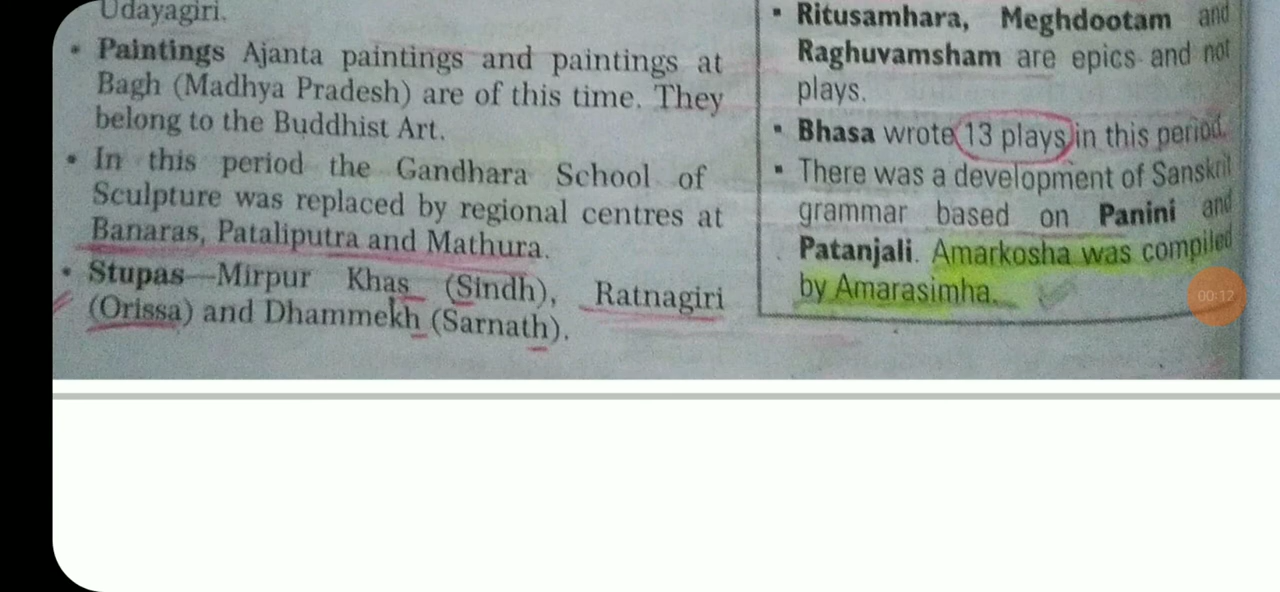 Udayagiri.
• Paintings Ajanta paintings and paintings at
Bagh (Madhya Pradesh) are of this time. They
belong to the Buddhist Art.
• In this period the Gandhara School of
Sculpture was replaced by regional centres at
Banaras, Pataliputra and Mathura.
• Stupas—Mirpur Khas (Sindh), Ratnagiri
(Orissa) and Dhammekh (Sarnath).
▪ Ritusamhara, Meghdootam and
Raghuvamsham are epics and not
plays.
▪ Bhasa wrote 13 plays in this period.
▪ There was a development of Sanskrit
grammar based on Panini and
Patanjali. Amarkosha was compiled
by Amarasimha.
00:12